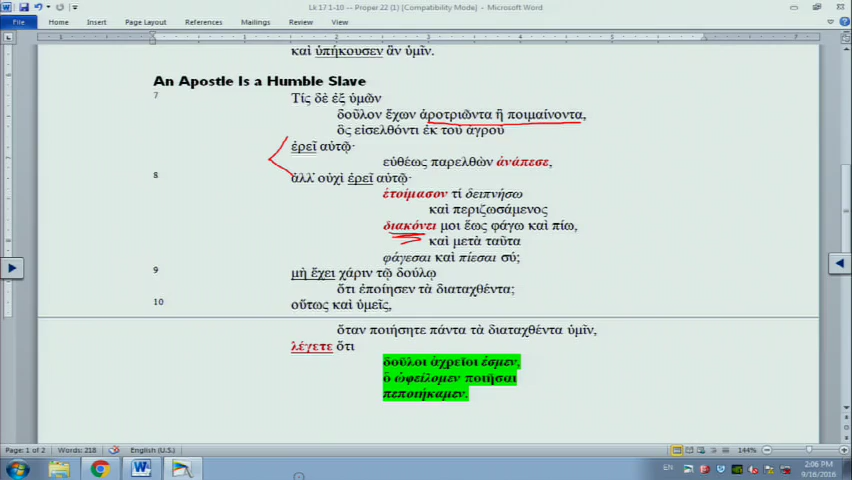 Lk 17 1-10 -- Proper 22 (1) [Compatibility Mode] - Microsoft Word
File Home Insert Page Layout References Mailings Review View
καὶ ὑπήκουσεν ἂν ὑμῖν.
An Apostle Is a Humble Slave
7 Τίς δὲ ἐξ ὑμῶν
δοῦλον ἔχων ἀροτριῶντα ἢ ποιμαίνοντα,
ὃς εἰσελθόντι ἐκ τοῦ ἀγροῦ
ἐρεῖ αὐτῷ·
εὐθέως παρελθὼν ἀνάπεσε,
8 ἀλλ’ οὐχὶ ἐρεῖ αὐτῷ·
ἑτοίμασον τί δειπνήσω
καὶ περιζωσάμενος
διακόνει μοι ἕως φάγω καὶ πίω,
καὶ μετὰ ταῦτα
φάγεσαι καὶ πίεσαι σύ;
9 μὴ ἔχει χάριν τῷ δούλῳ
ὅτι ἐποίησεν τὰ διαταχθέντα;
10 οὕτως καὶ ὑμεῖς,
ὅταν ποιήσητε πάντα τὰ διαταχθέντα ὑμῖν,
λέγετε ὅτι
δοῦλοι ἀχρεῖοι ἐσμεν,
ὃ ὠφείλομεν ποιῆσαι
πεποιήκαμεν.
Page: 1 of 2 Words: 218 English (U.S.) 144%
EN 2:06 PM
9/16/2016